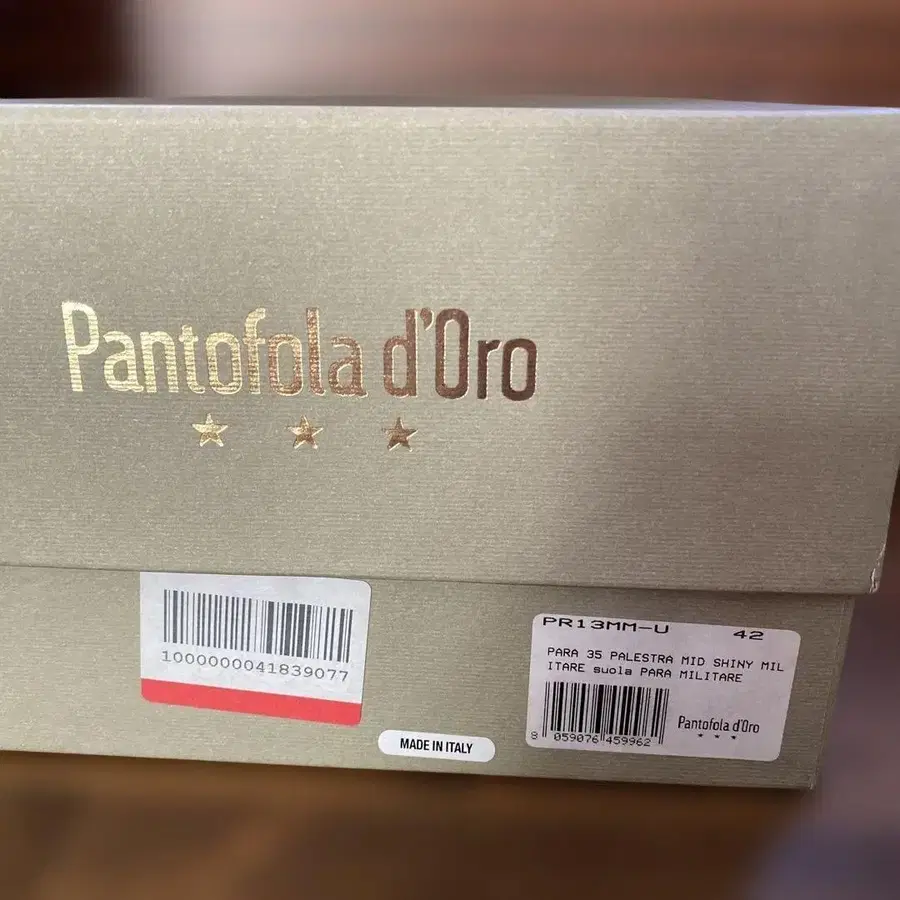 Pantofola d'Oro
1000000041839077
PR13MM-U 42
PARA 35 PALESTRA MID SHINY MIL
ITARE suola PARA MILITARE
8 059076 459962
Pantofola d'Oro
MADE IN ITALY